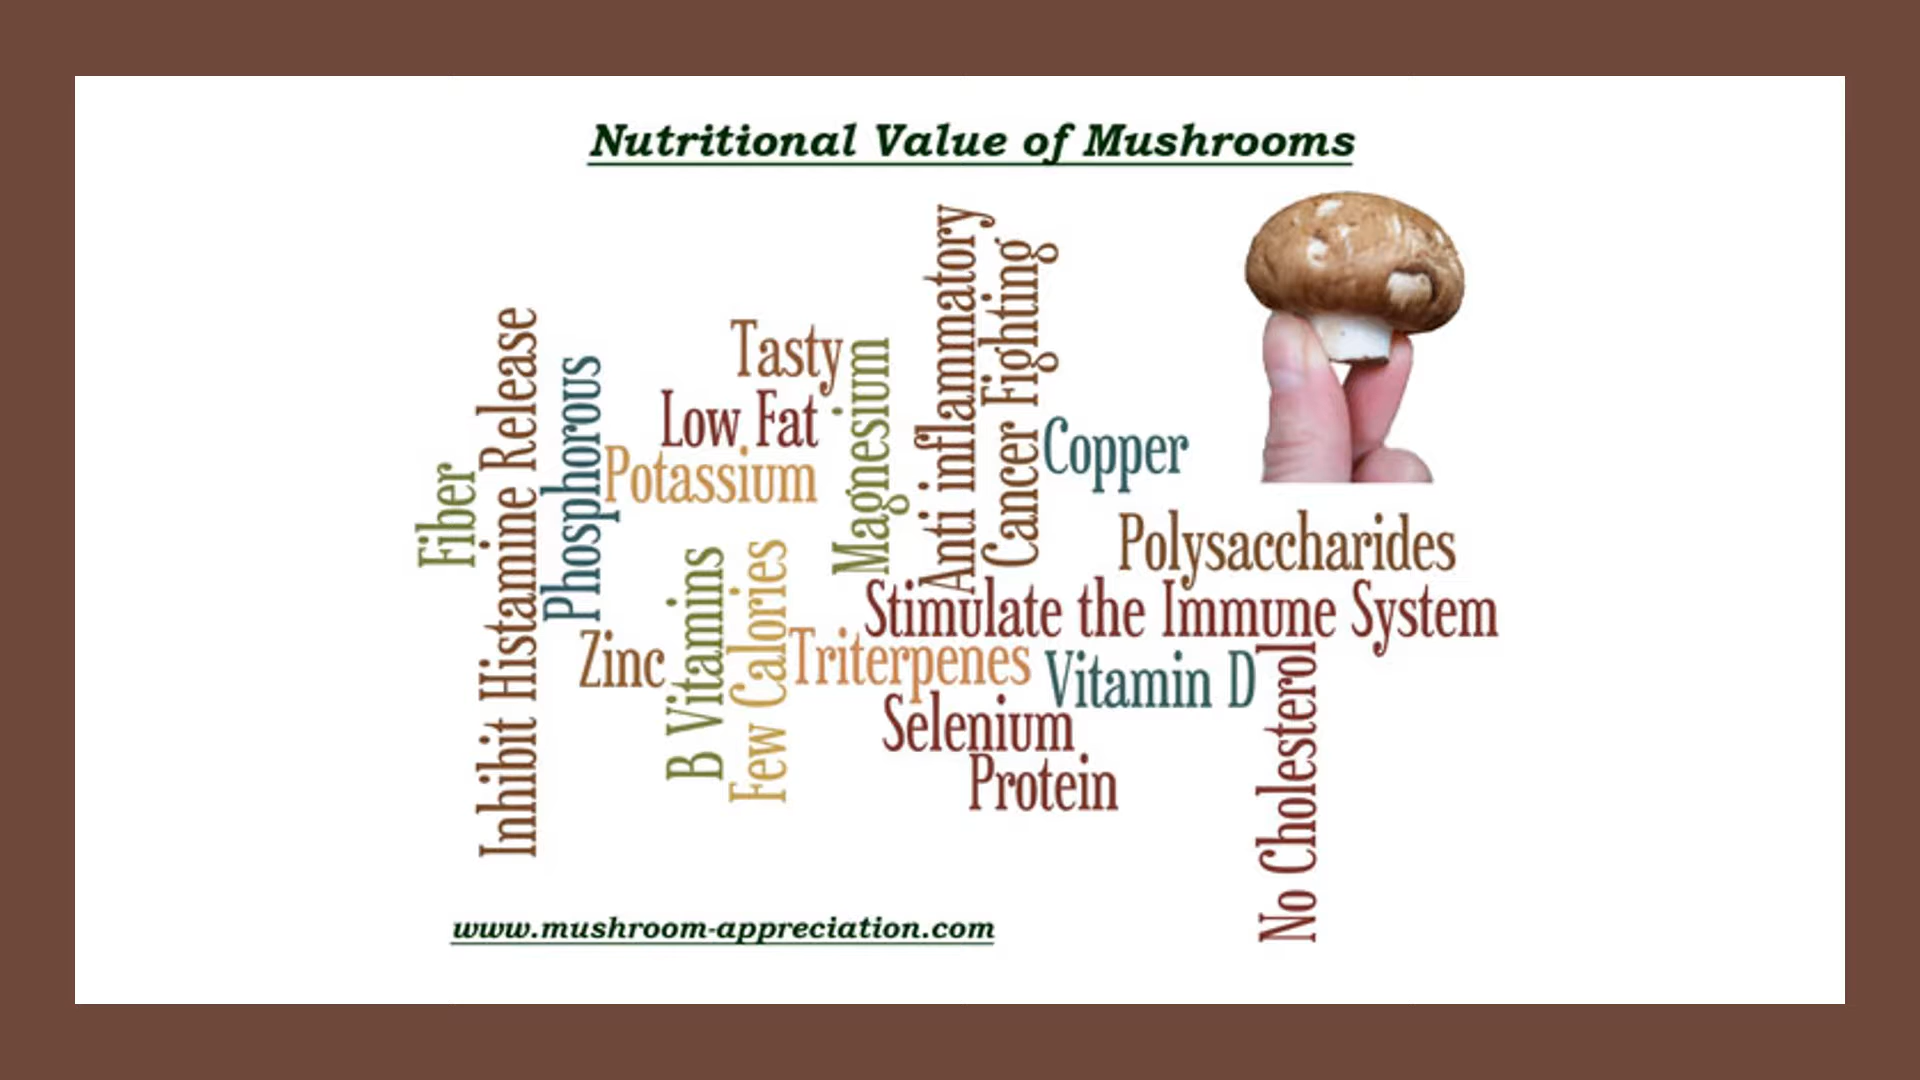 Nutritional Value of Mushrooms
Fiber
Inhibit Histamine Release
Phosphorous
Tasty
Low Fat
Potassium
Magnesium
Anti inflammatory
Cancer Fighting
Copper
Polysaccharides
Stimulate the Immune System
Zinc
B Vitamins
Few Calories
Triterpenes
Vitamin D
Selenium
Protein
No Cholesterol
www.mushroom-appreciation.com